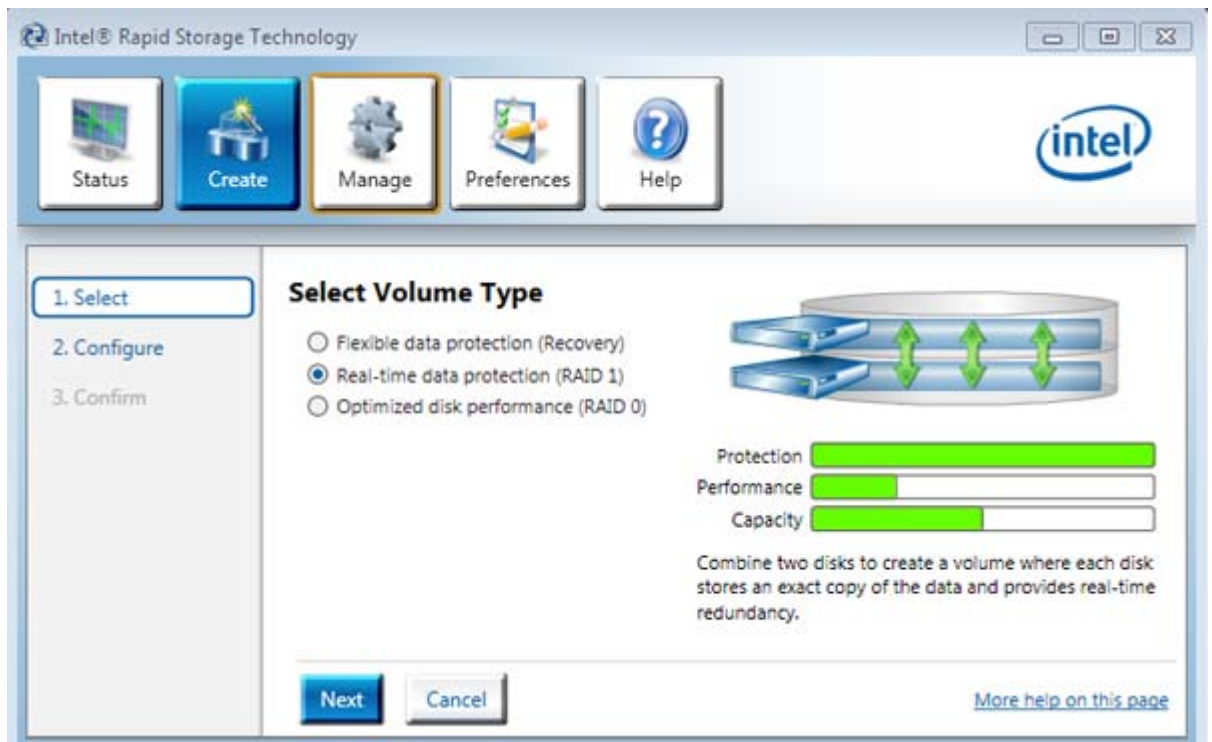 Intel® Rapid Storage Technology
Status
Create
Manage
Preferences
Help
intel
1. Select
2. Configure
3. Confirm
Select Volume Type
Flexible data protection (Recovery)
Real-time data protection (RAID 1)
Optimized disk performance (RAID 0)
Protection
Performance
Capacity
Combine two disks to create a volume where each disk
stores an exact copy of the data and provides real-time
redundancy.
Next
Cancel
More help on this page